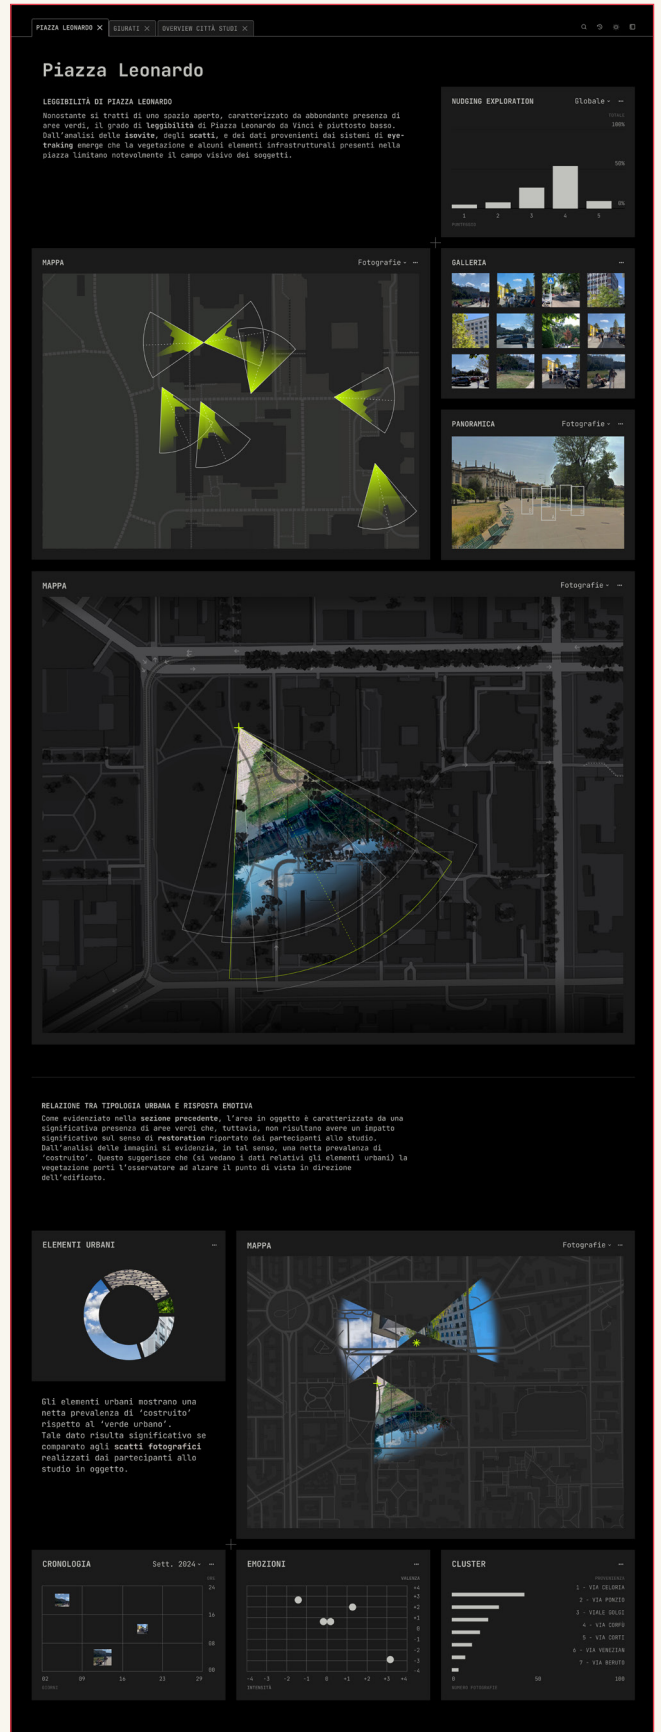 PIAZZA LEONARDO ×
GIURATI ×
OVERVIEW CITTÀ STUDI ×
Piazza Leonardo
LEGGIBILITÀ DI PIAZZA LEONARDO
Nonostante si tratti di uno spazio aperto, caratterizzato da abbondante presenza di
aree verdi, il grado di leggibilità di Piazza Leonardo da Vinci è piuttosto basso.
Dall'analisi delle isovite, degli scatti, e dei dati provenienti dai sistemi di eye-
traking emerge che la vegetazione e alcuni elementi infrastrutturali presenti nella
piazza limitano notevolmente il campo visivo dei soggetti.
NUDGING EXPLORATION
Globale
TOTALE
100%
50%
0%
1 2 3 4 5
PUNTEGGIO
MAPPA
Fotografie
GALLERIA
PANORAMICA
Fotografie
MAPPA
Fotografie
RELAZIONE TRA TIPOLOGIA URBANA E RISPOSTA EMOTIVA
Come evidenziato nella sezione precedente, l'area in oggetto è caratterizzata da una
significativa presenza di aree verdi che, tuttavia, non risultano avere un impatto
significativo sul senso di restoration riportato dai partecipanti allo studio.
Dall'analisi delle immagini si evidenzia, in tal senso, una netta prevalenza di
'costruito'. Questo suggerisce che (si vedano i dati relativi gli elementi urbani) la
vegetazione porti l'osservatore ad alzare il punto di vista in direzione
dell'edificato.
ELEMENTI URBANI
MAPPA
Fotografie
Gli elementi urbani mostrano una
netta prevalenza di 'costruito'
rispetto al 'verde urbano'.
Tale dato risulta significativo se
comparato agli scatti fotografici
realizzati dai partecipanti allo
studio in oggetto.
CRONOLOGIA
Sett. 2024
ORE
24
16
08
00
02 09 16 23 29
GIORNI
EMOZIONI
VALENZA
+4
+3
+2
+1
0
-1
-2
-3
-4
-4 -3 -2 -1 0 +1 +2 +3 +4
INTENSITÀ
CLUSTER
PROVENIENZA
1 - VIA CELORIA
2 - VIA PONZIO
3 - VIALE GOLGI
4 - VIA CORFÙ
5 - VIA CORTI
6 - VIA VENEZIAN
7 - VIA BERUTO
0 50 100
NUMERO FOTOGRAFIE